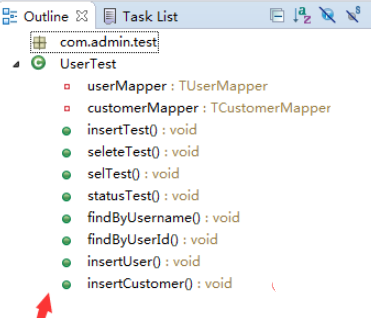 Outline Task List
com.admin.test
UserTest
userMapper : TUserMapper
customerMapper : TCustomerMapper
insertTest() : void
seleteTest() : void
selTest() : void
statusTest() : void
findByUsername() : void
findByUserId() : void
insertUser() : void
insertCustomer() : void